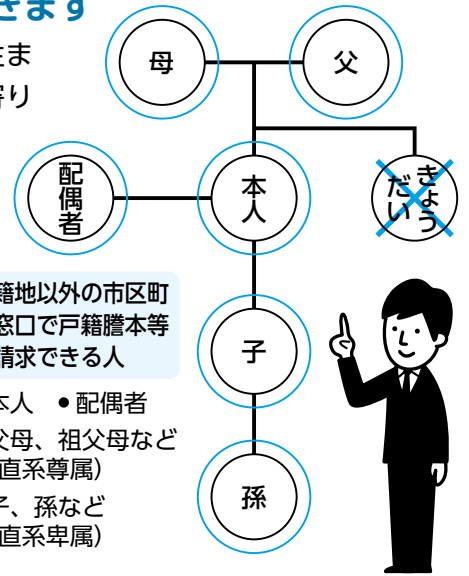 きます
ま
寄り
母
父
配偶者
本人
きょう
だい
籍地以外の市区町
窓口で戸籍謄本等
請求できる人
本人 ●配偶者
父母、祖父母など
直系尊属）
子、孫など
直系卑属）
子
孫